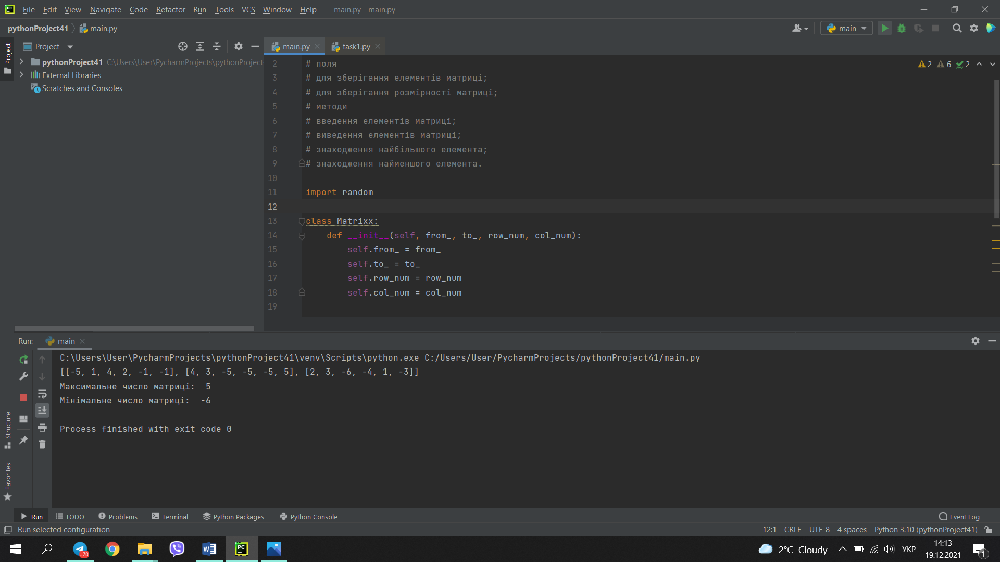 File Edit View Navigate Code Refactor Run Tools VCS Window Help main.py - main.py
pythonProject41 main.py main
Project Project main.py task1.py
pythonProject41 C:\Users\User\PycharmProjects\pythonProject
External Libraries
Scratches and Consoles
2 # поля 2 6 2
3 # для зберігання елементів матриці;
4 # для зберігання розмірності матриці;
5 # методи
6 # введення елементів матриці;
7 # виведення елементів матриці;
8 # знаходження найбільшого елемента;
9 # знаходження найменшого елемента.
10
11 import random
12
13 class Matrixx:
14 def __init__(self, from_, to_, row_num, col_num):
15 self.from_ = from_
16 self.to_ = to_
17 self.row_num = row_num
18 self.col_num = col_num
19
Run: main
C:\Users\User\PycharmProjects\pythonProject41\venv\Scripts\python.exe C:/Users/User/PycharmProjects/pythonProject41/main.py
[[-5, 1, 4, 2, -1, -1], [4, 3, -5, -5, -5, 5], [2, 3, -6, -4, 1, -3]]
Максимальне число матриці:  5
Мінімальне число матриці:  -6
Process finished with exit code 0
Structure
Favorites
Run TODO Problems Terminal Python Packages Python Console Event Log
Run selected configuration 12:1 CRLF UTF-8 4 spaces Python 3.10 (pythonProject41)
..70 W PC 2°C Cloudy УКР 14:13
19.12.2021 1